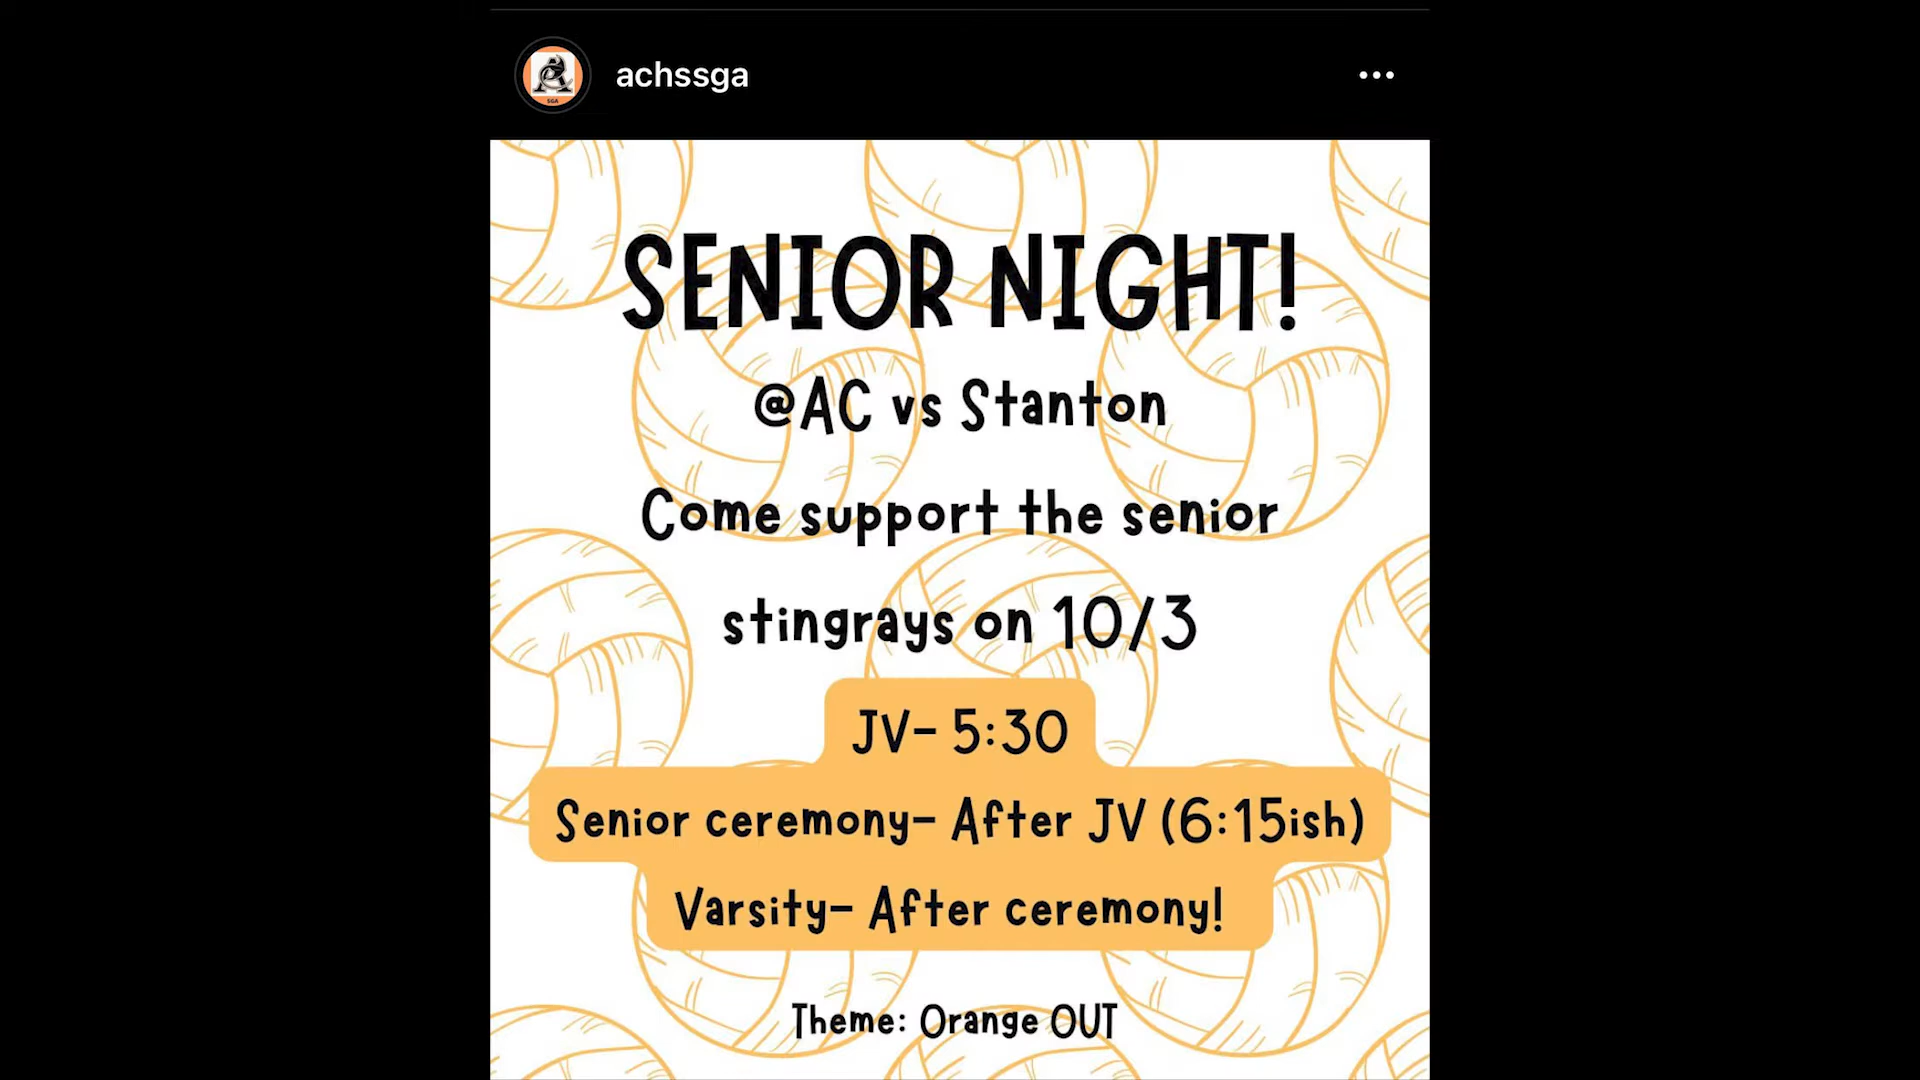 achssga
SGA
SENIOR NIGHT!
@AC vs Stanton
Come support the senior
stingrays on 10/3
JV- 5:30
Senior ceremony- After JV (6:15ish)
Varsity- After ceremony!
Theme: Orange OUT